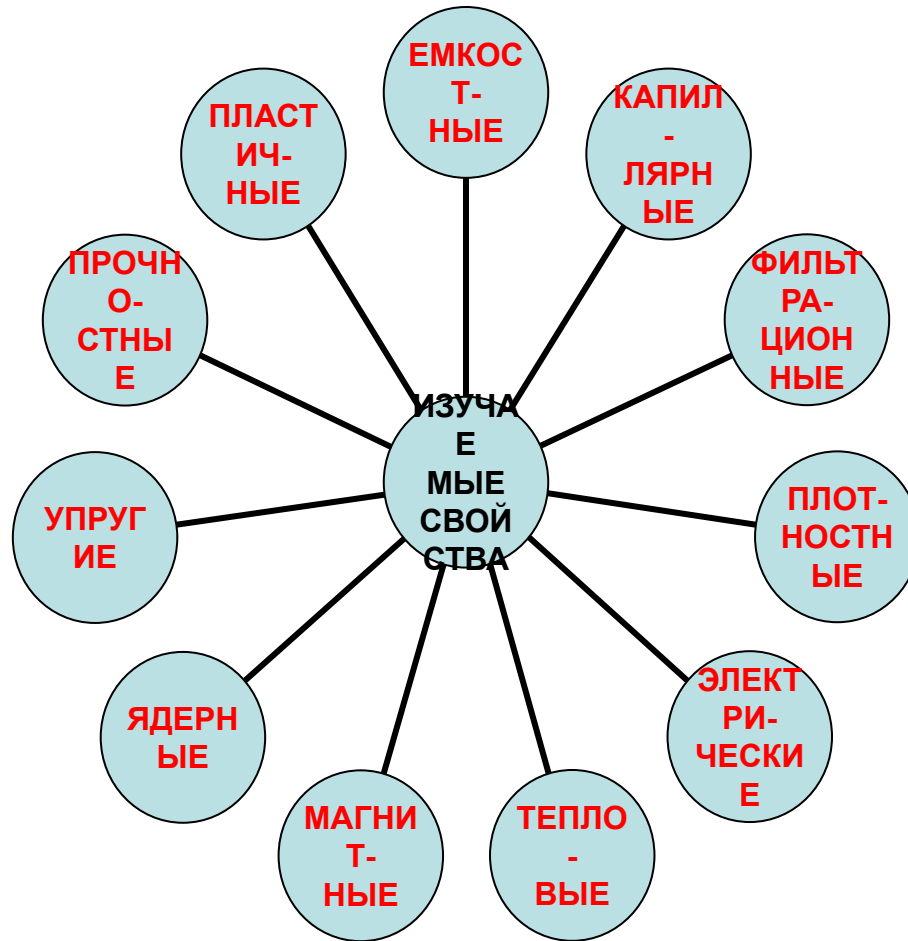 ЕМКОС
Т-
НЫЕ
КАПИЛ
-
ЛЯРН
ЫЕ
ФИЛЬТ
РА-
ЦИОН
НЫЕ
ПЛОТ-
НОСТН
ЫЕ
ЭЛЕКТ
РИ-
ЧЕСКИ
Е
ТЕПЛО
-
ВЫЕ
МАГНИ
Т-
НЫЕ
ЯДЕРН
ЫЕ
УПРУГ
ИЕ
ПРОЧН
О-
СТНЫ
Е
ПЛАСТ
ИЧ-
НЫЕ
ИЗУЧА
Е
МЫЕ
СВОЙ
СТВА